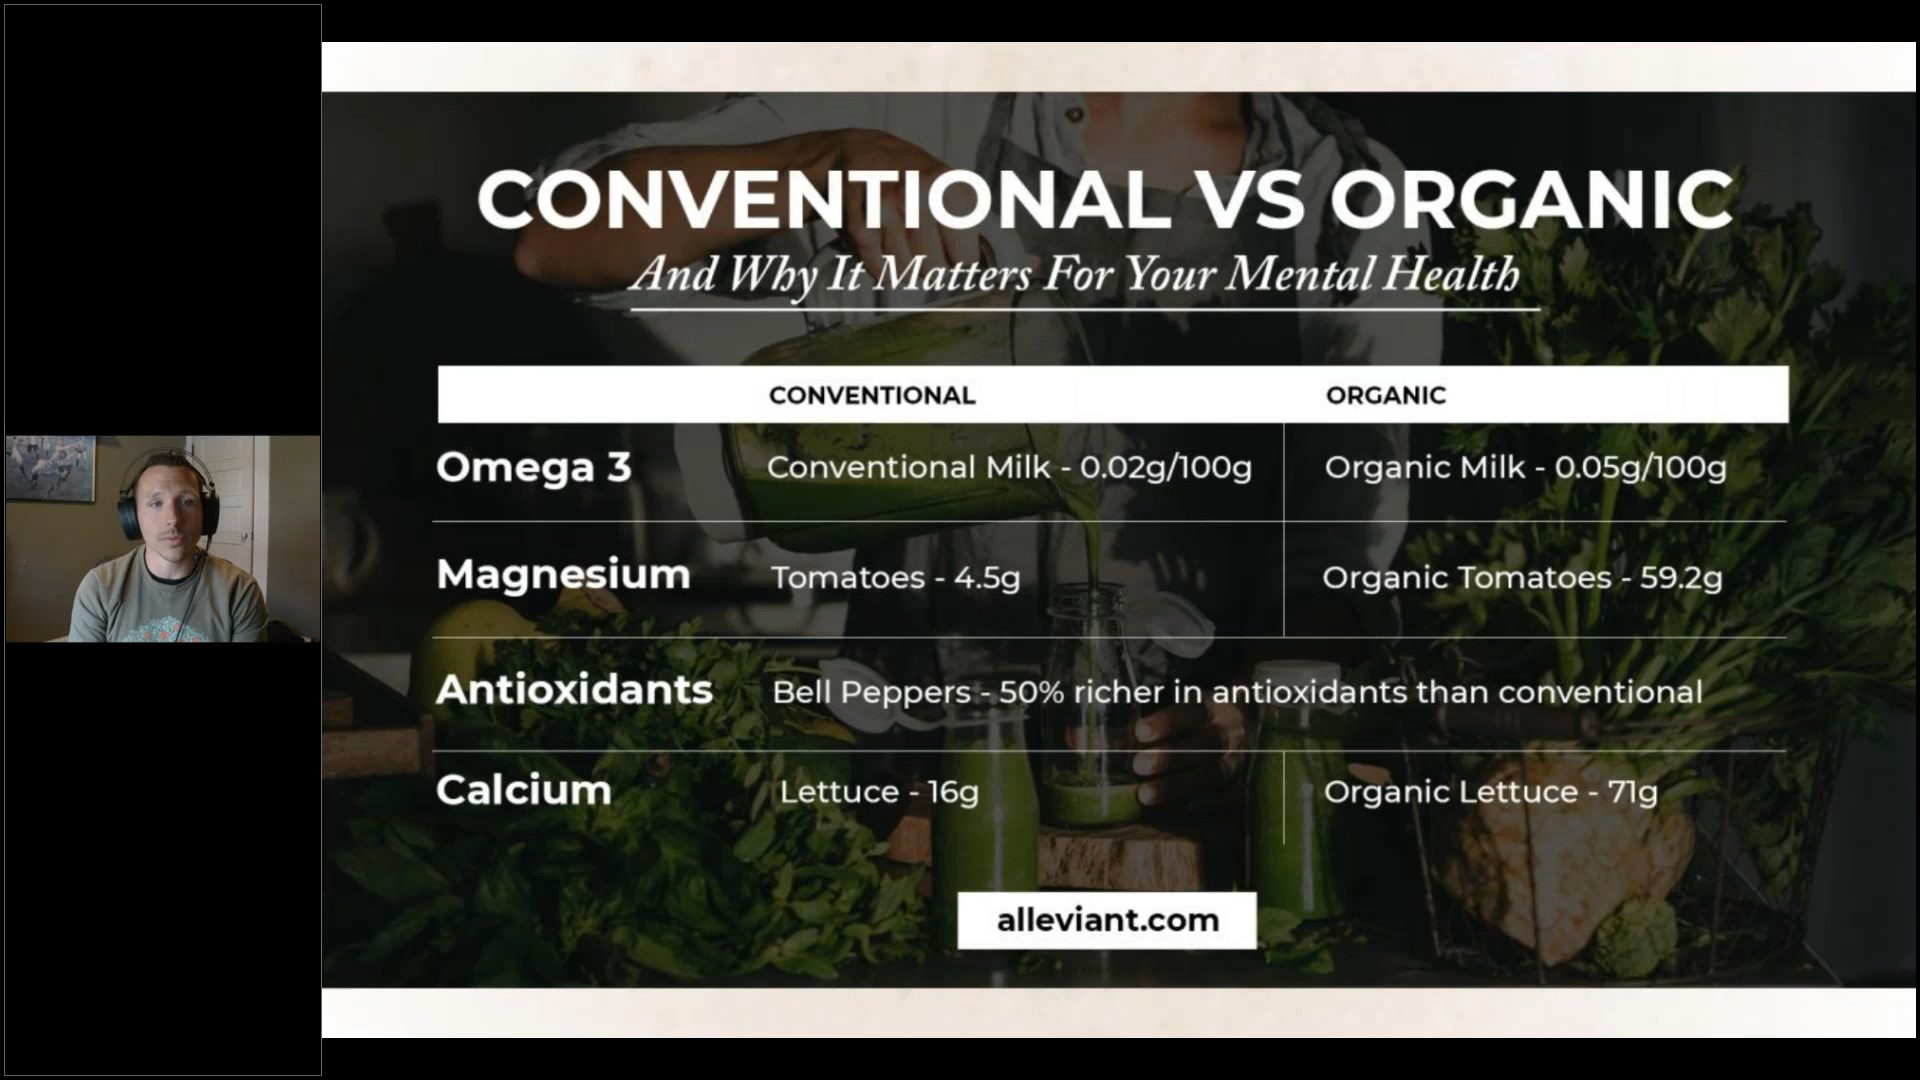 CONVENTIONAL VS ORGANIC
And Why It Matters For Your Mental Health
CONVENTIONAL ORGANIC
Omega 3 Conventional Milk - 0.02g/100g Organic Milk - 0.05g/100g
Magnesium Tomatoes - 4.5g Organic Tomatoes - 59.2g
Antioxidants Bell Peppers - 50% richer in antioxidants than conventional
Calcium Lettuce - 16g Organic Lettuce - 71g
alleviant.com